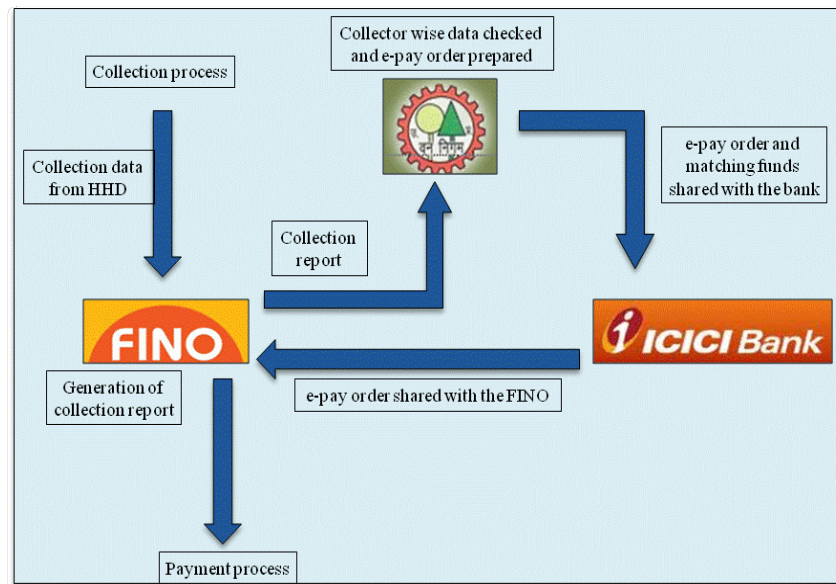 Collector wise data checked
and e-pay order prepared
Collection process
वन निगम
उ. प्र.
e-pay order and
matching funds
shared with the bank
Collection data
from HHD
Collection
report
FINO
i ICICI Bank
Generation of
collection report
e-pay order shared with the FINO
Payment process